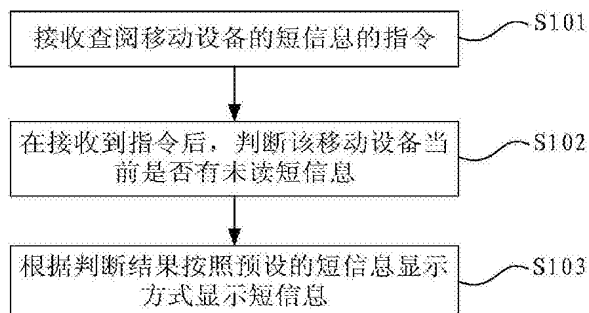 接收查阅移动设备的短信息的指令
S101
在接收到指令后，判断该移动设备当
前是否有未读短信息
S102
根据判断结果按照预设的短信息显示
方式显示短信息
S103